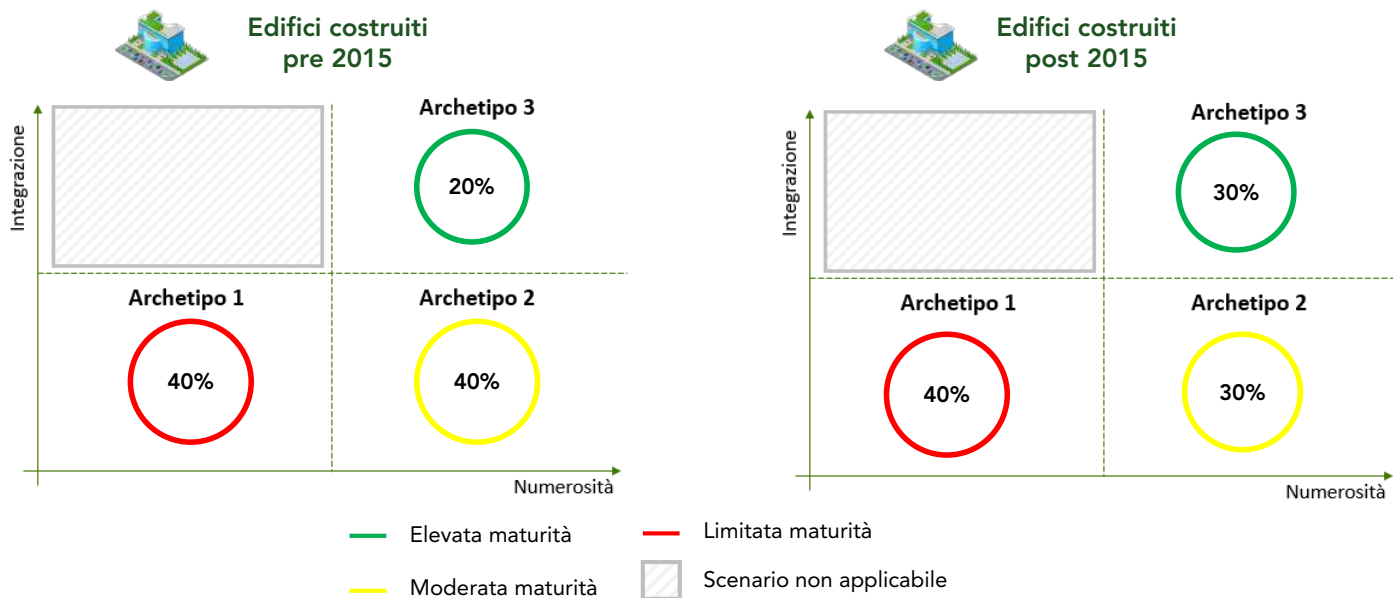 Edifici costruiti
pre 2015
Integrazione
Archetipo 3
20%
Archetipo 1
Archetipo 2
40%
40%
Numerosità
Edifici costruiti
post 2015
Integrazione
Archetipo 3
30%
Archetipo 1
Archetipo 2
40%
30%
Numerosità
Elevata maturità
Limitata maturità
Moderata maturità
Scenario non applicabile